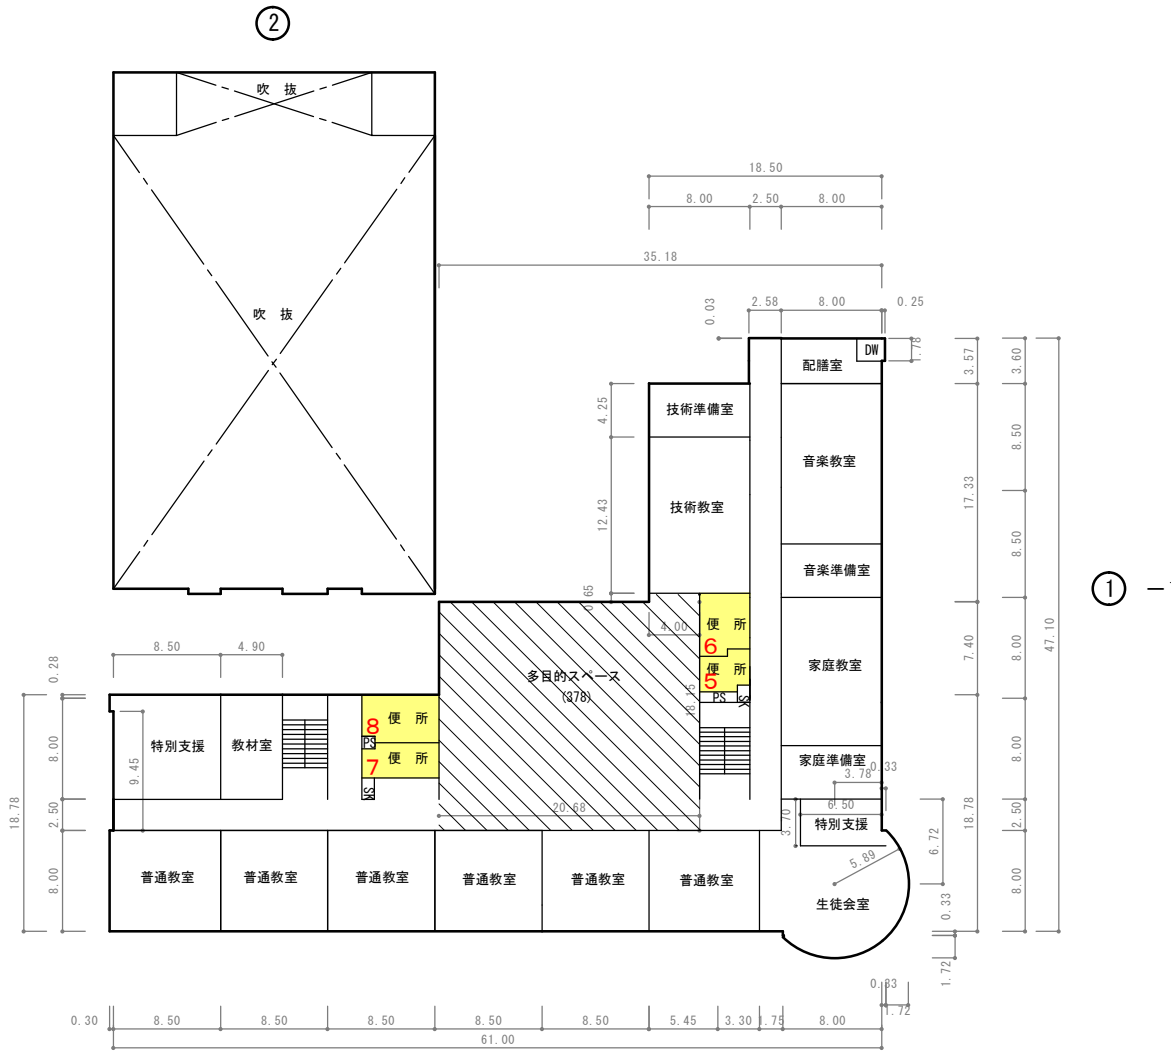 ②
吹 抜
18.50
8.00 2.50 8.00
35.18
吹 抜
0.03 2.58 8.00 0.25
配膳室 DW 1.78 3.57 3.60
技術準備室 4.25
音楽教室 8.50
技術教室 12.43 17.33
8.50
音楽準備室
① —
0.65
便 所
4.00 6
便 所
5
多目的スペース
(378)
家庭教室 7.40 8.00 47.10
8.50 4.90
0.28
PS SK
18.15
8 便 所
PS
7 便 所
SK
特別支援 教材室
8.00 9.45
家庭準備室 8.00
3.78 0.33
20.68
6.50
18.78 2.50
3.70 特別支援
18.78 2.50
6.72
5.89
普通教室 普通教室 普通教室 普通教室 普通教室 普通教室
8.00
生徒会室
8.00
0.33
1.72
0.33
1.72
0.30 8.50 8.50 8.50 8.50 8.50 5.45 3.30 1.75 8.00
61.00